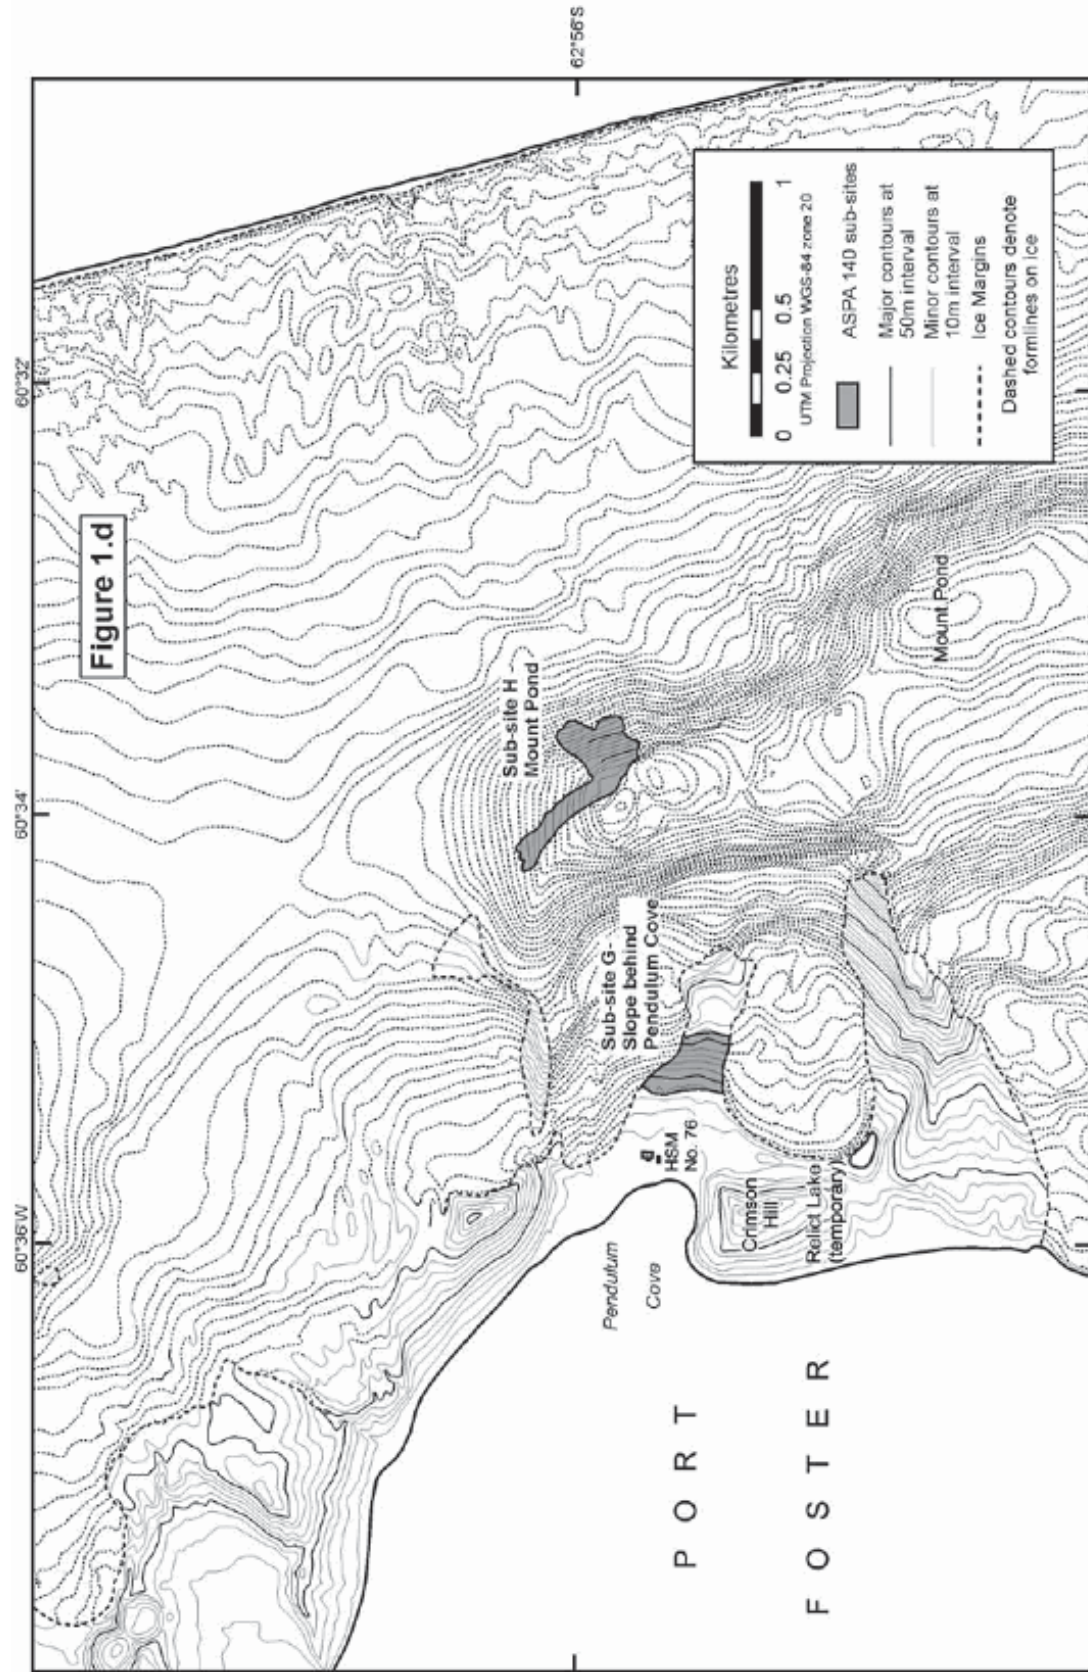 Figure 1.d
60°36'W
60°34'
60°32'
62°56'S
Sub-site H -
Mount Pond
Sub-site G-
Slope behind
Pendulum Cove
Mount Pond
HSM
No. 76
Pendulum
Cove
Crimson
Hill
Relict Lake
(temporary)
PORT
FOSTER
Kilometres
0 0.25 0.5 1
UTM Projection WGS-84 zone 20
ASPA 140 sub-sites
Major contours at
50m interval
Minor contours at
10m interval
Ice Margins
Dashed contours denote
formlines on ice